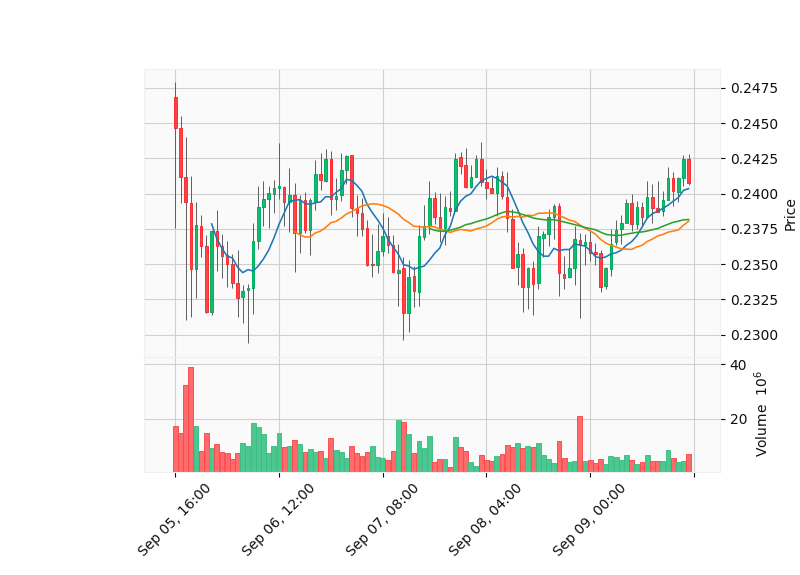 0.2475
0.2450
0.2425
0.2400
0.2375
0.2350
0.2325
0.2300
Price
40
20
Volume 10^6
Sep 05, 16:00
Sep 06, 12:00
Sep 07, 08:00
Sep 08, 04:00
Sep 09, 00:00